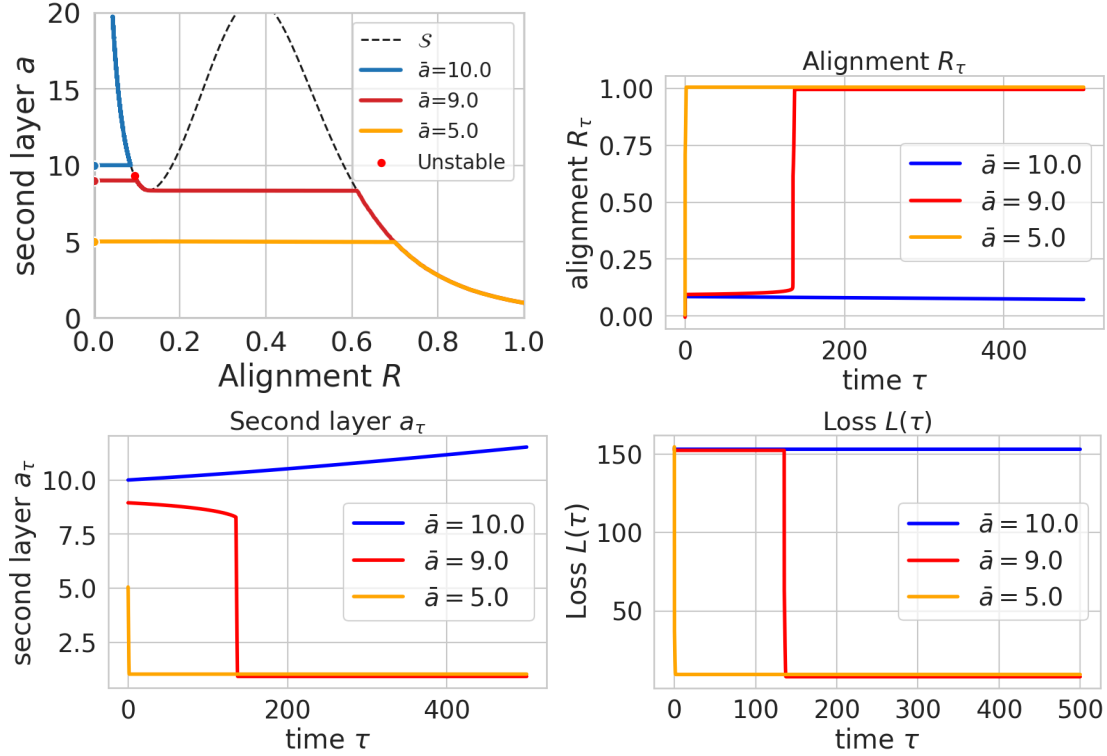 20
15
10
5
0
0.0 0.2 0.4 0.6 0.8 1.0
second layer a
Alignment R
S
ā=10.0
ā=9.0
ā=5.0
Unstable
Alignment R_τ
1.00
0.75
0.50
0.25
0.00
0 200 400
alignment R_τ
time τ
ā = 10.0
ā = 9.0
ā = 5.0
Second layer a_τ
10.0
7.5
5.0
2.5
0 200 400
second layer a_τ
time τ
ā = 10.0
ā = 9.0
ā = 5.0
Loss L(τ)
150
100
50
0 100 200 300 400 500
Loss L(τ)
time τ
ā = 10.0
ā = 9.0
ā = 5.0